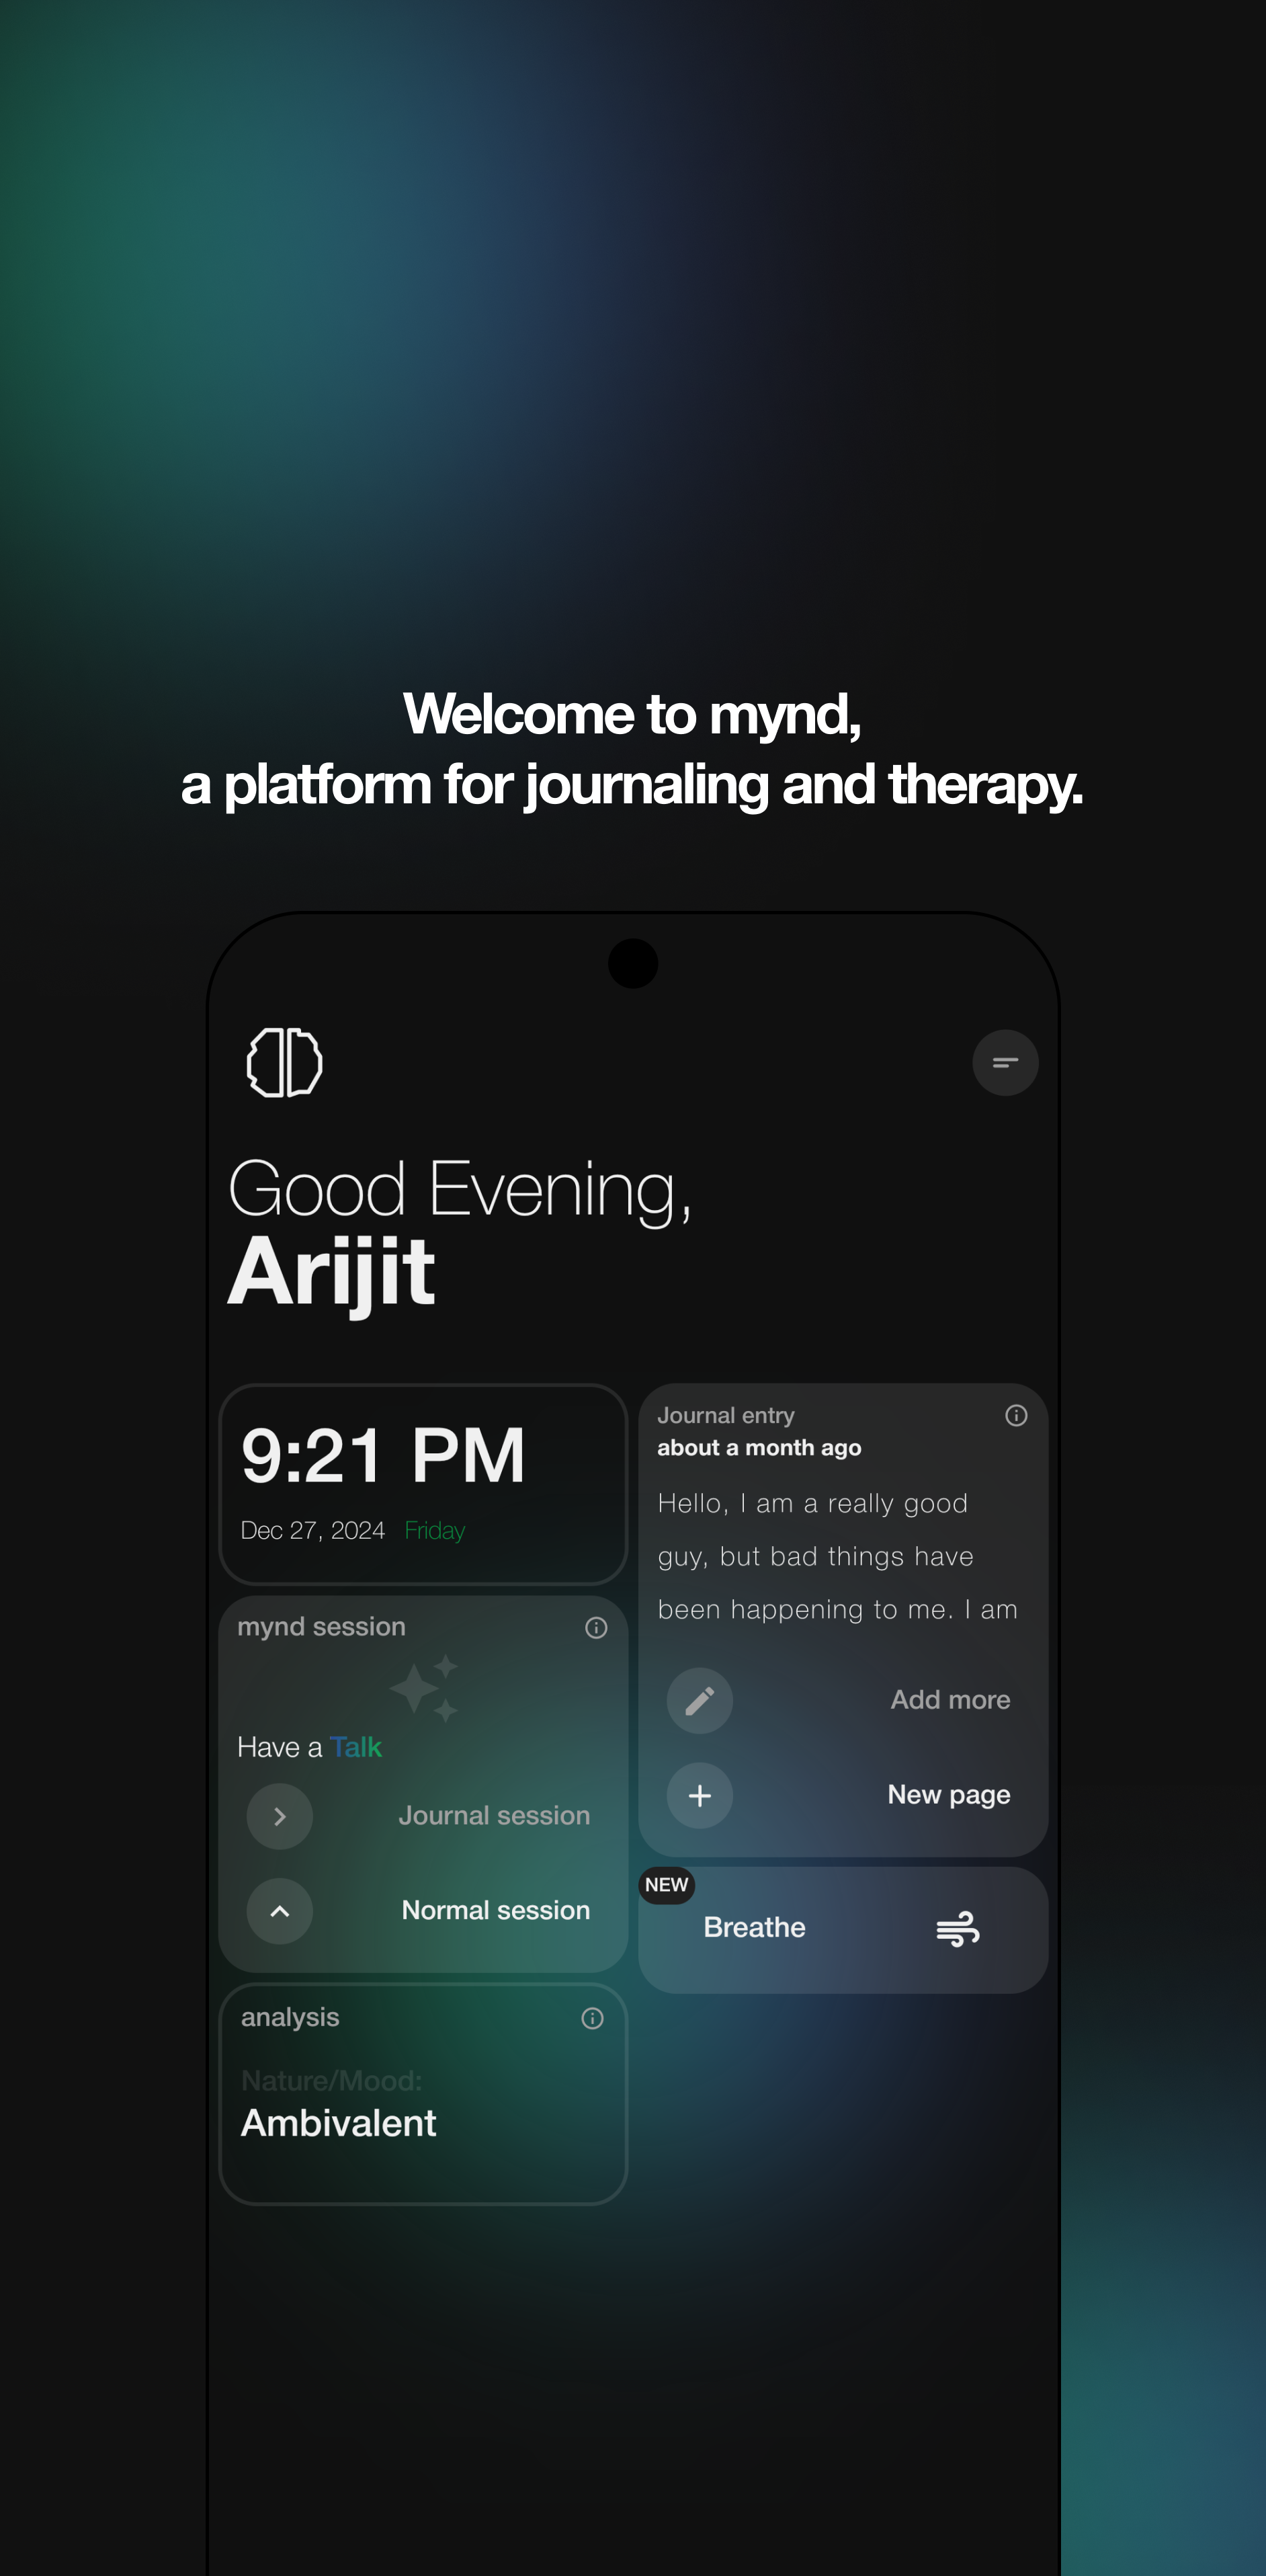 Welcome to mynd,
a platform for journaling and therapy.
Good Evening,
Arijit
9:21 PM
Dec 27, 2024 Friday
mynd session
Have a Talk
Journal session
Normal session
analysis
Nature/Mood:
Ambivalent
Journal entry
about a month ago
Hello, I am a really good
guy, but bad things have
been happening to me. I am
Add more
New page
NEW
Breathe